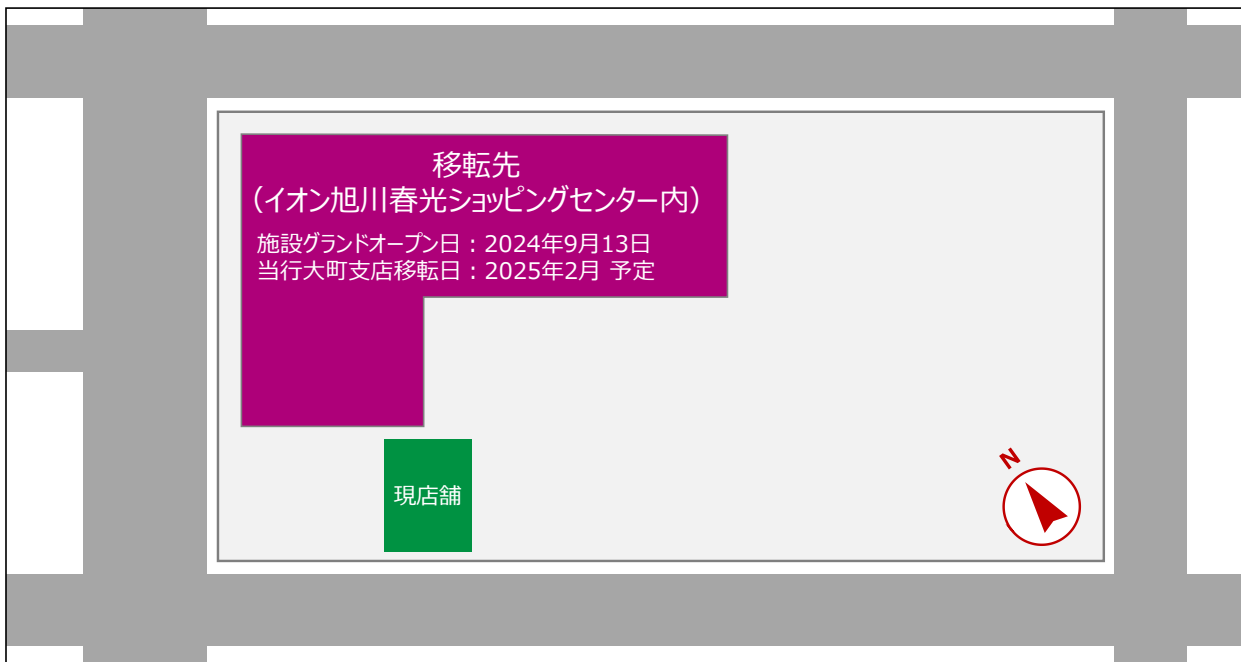 移転先
（イオン旭川春光ショッピングセンター内）
施設グランドオープン日：2024年9月13日
当行大町支店移転日：2025年2月 予定
現店舗
N